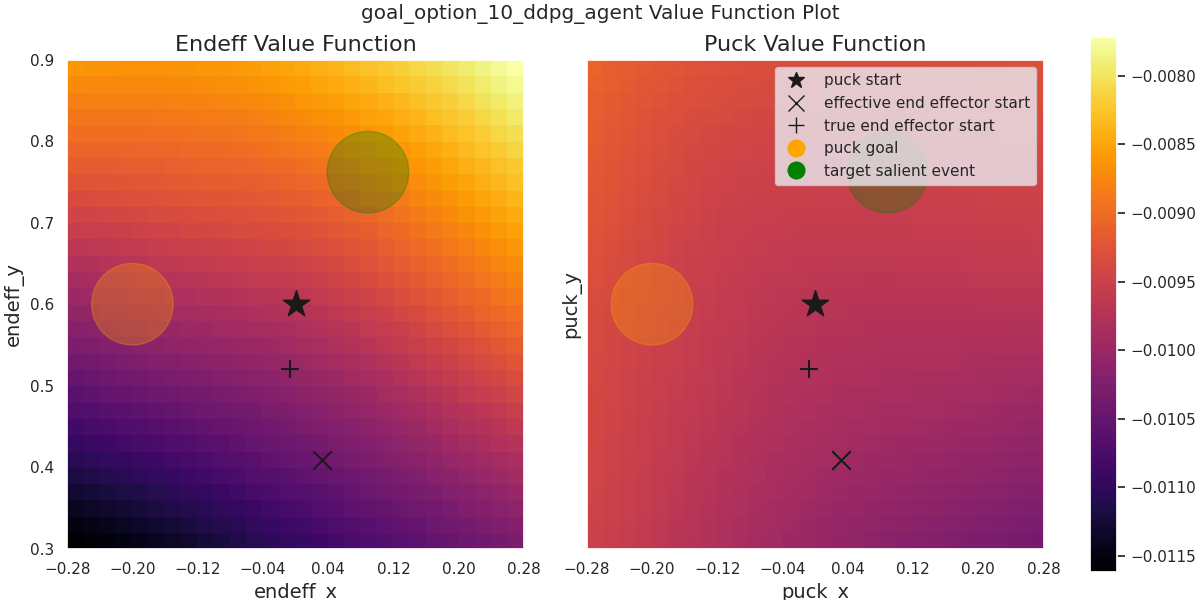 goal_option_10_ddpg_agent Value Function Plot
Endeff Value Function
Puck Value Function
0.9
0.8
0.7
0.6
0.5
0.4
0.3
endeff_y
−0.28 −0.20 −0.12 −0.04 0.04 0.12 0.20 0.28
endeff_x
puck start
effective end effector start
true end effector start
puck goal
target salient event
puck_y
−0.28 −0.20 −0.12 −0.04 0.04 0.12 0.20 0.28
puck_x
−0.0080
−0.0085
−0.0090
−0.0095
−0.0100
−0.0105
−0.0110
−0.0115